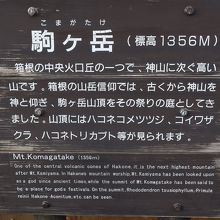 こまがたけ
駒ヶ岳（標高1356M）
箱根の中央火口丘の一つで、神山に次ぐ高い
山です。箱根の山岳信仰では、古くから神山を
神と仰ぎ、駒ヶ岳山頂をその祭りの庭としてき
ました。山頂にはハコネコメツツジ、コイワザ
クラ、ハコネトリカブト等が見られます。
Mt.Komagatake (1356m)
One of the central volcanic cones of Hakone, it is the next highest mountain
after Mt. Kamiyama. In Hakone's mountain worship, Mt. Kamiyama has been looked upon
as a god since ancient times, while the summit of Mt. Komagatake has been said to
be a place for gods festivals. On the summit, Rhododendron tsusiophyllum, Primula
reinii Hakone-Aconitum, etc. can be seen.